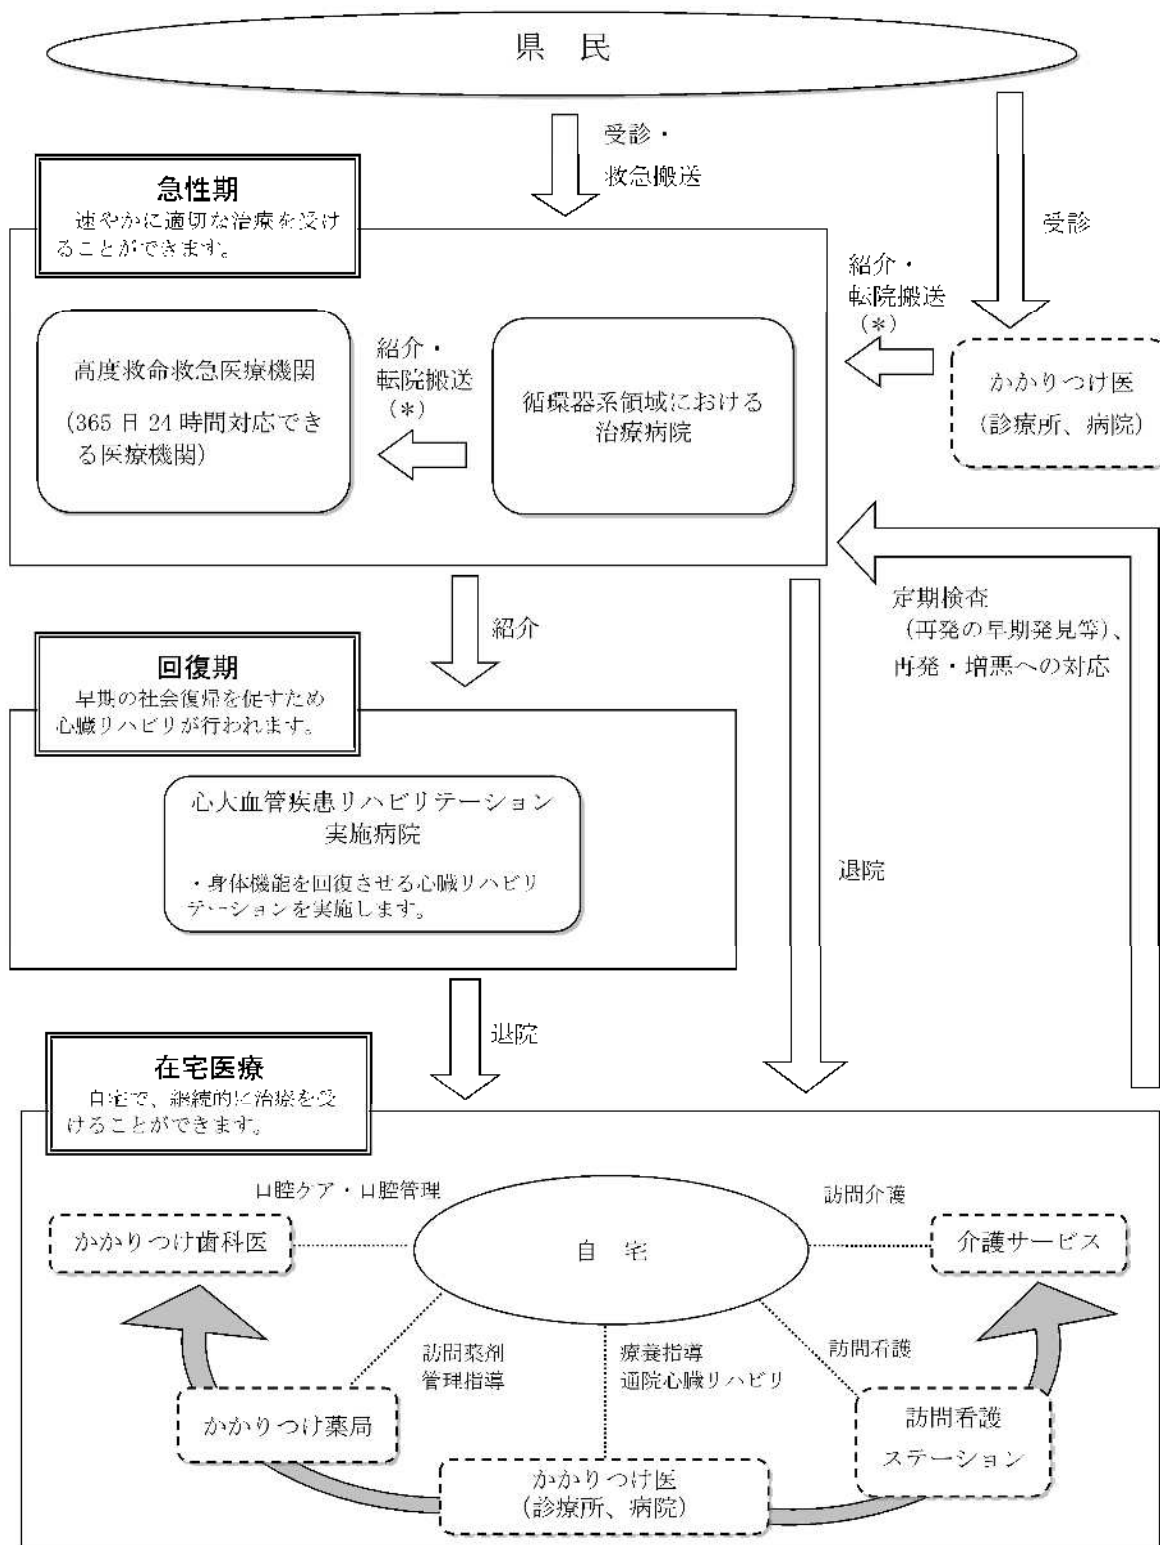 県 民
受診・
救急搬送
受診
急性期
速やかに適切な治療を受け
ることができます。
紹介・
転院搬送
(*)
高度救命救急医療機関
(365 日 24 時間対応でき
る医療機関)
紹介・
転院搬送
(*)
循環器系領域における
治療病院
かかりつけ医
(診療所、病院)
定期検査
(再発の早期発見等)、
再発・増悪への対応
紹介
回復期
早期の社会復帰を促すため
心臓リハビリが行われます。
心大血管疾患リハビリテーション
実施病院
・身体機能を回復させる心臓リハビリ
テーションを実施します。
退院
退院
在宅医療
自宅で、継続的に治療を受
けることができます。
口腔ケア・口腔管理
訪問介護
かかりつけ歯科医
自 宅
介護サービス
訪問薬剤
管理指導
療養指導
通院心臓リハビリ
訪問看護
かかりつけ薬局
訪問看護
ステーション
かかりつけ医
(診療所、病院)